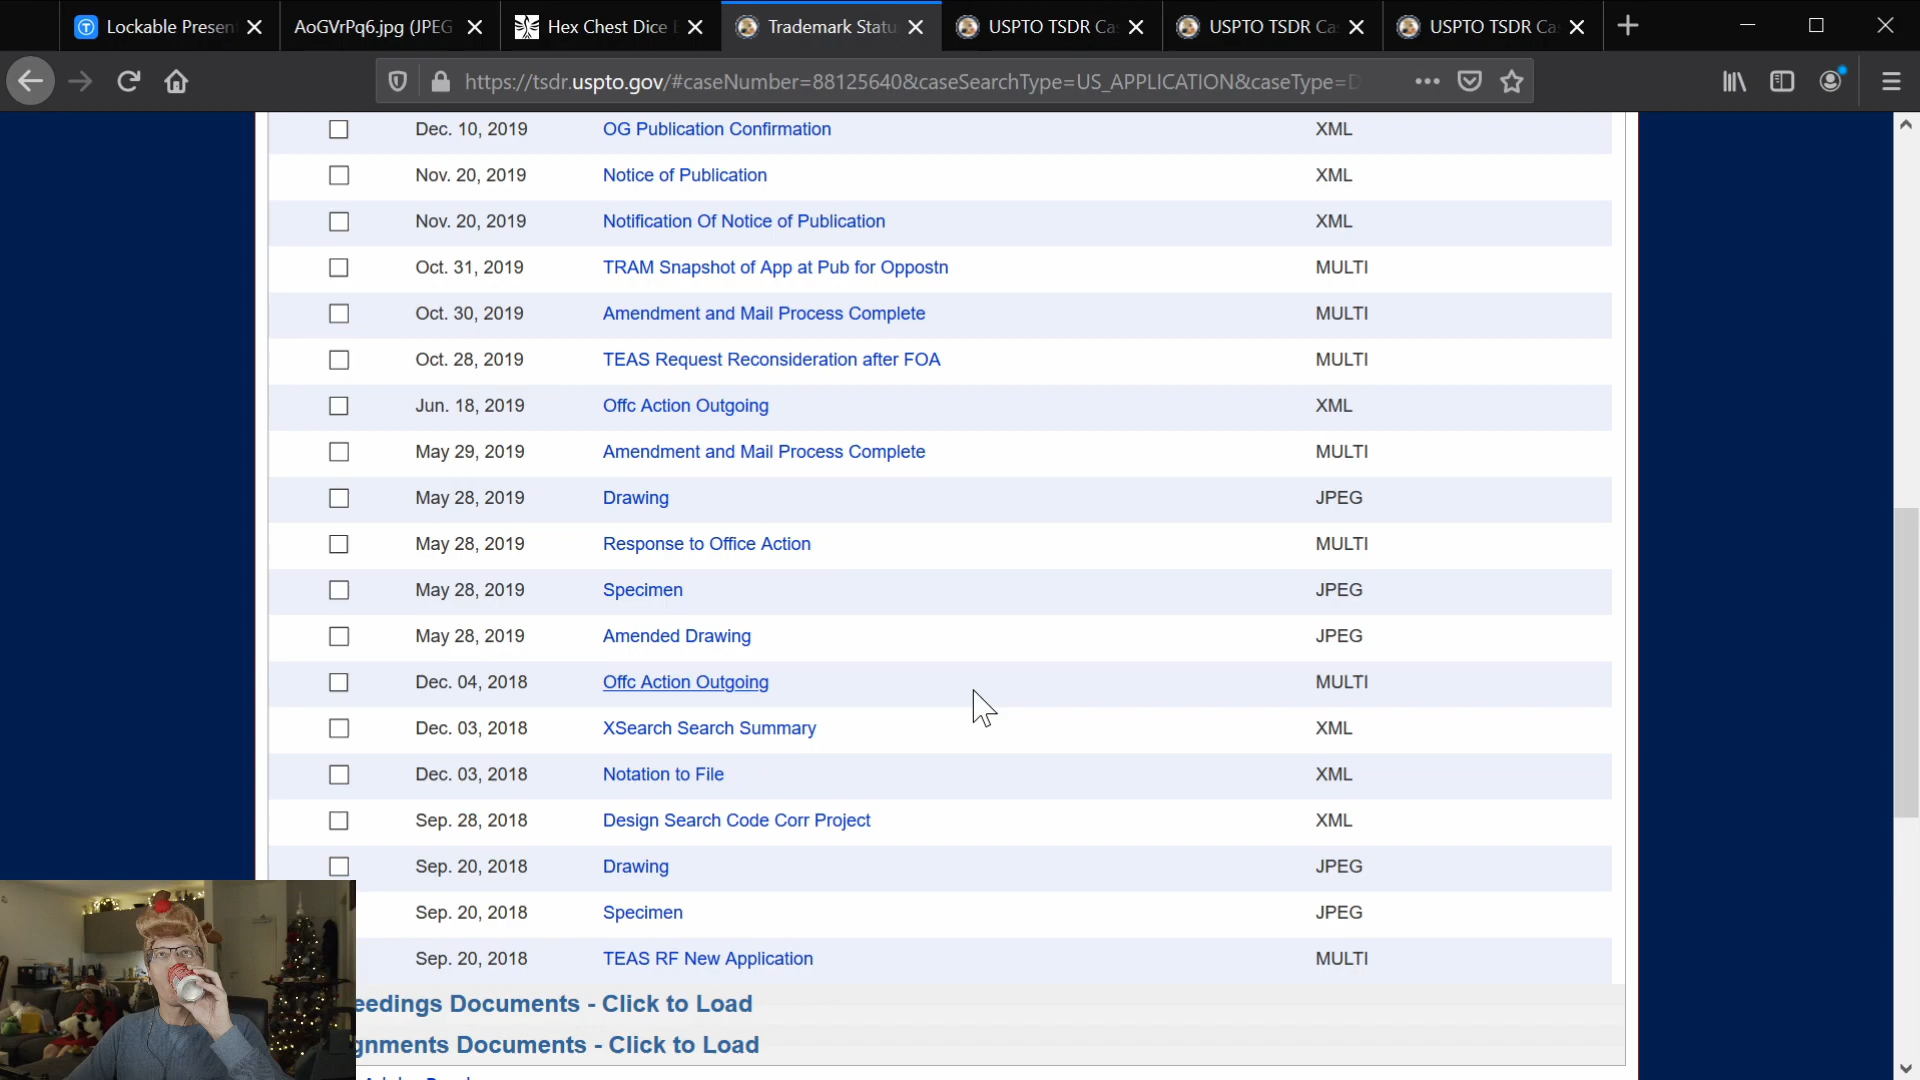 Lockable Presen
AoGVrPq6.jpg (JPEG
Hex Chest Dice
Trademark Statu
USPTO TSDR Ca
USPTO TSDR Ca
USPTO TSDR Ca
https://tsdr.uspto.gov/#caseNumber=88125640&caseSearchType=US_APPLICATION&caseType=D
Dec. 10, 2019 OG Publication Confirmation XML
Nov. 20, 2019 Notice of Publication XML
Nov. 20, 2019 Notification Of Notice of Publication XML
Oct. 31, 2019 TRAM Snapshot of App at Pub for Oppostn MULTI
Oct. 30, 2019 Amendment and Mail Process Complete MULTI
Oct. 28, 2019 TEAS Request Reconsideration after FOA MULTI
Jun. 18, 2019 Offc Action Outgoing XML
May 29, 2019 Amendment and Mail Process Complete MULTI
May 28, 2019 Drawing JPEG
May 28, 2019 Response to Office Action MULTI
May 28, 2019 Specimen JPEG
May 28, 2019 Amended Drawing JPEG
Dec. 04, 2018 Offc Action Outgoing MULTI
Dec. 03, 2018 XSearch Search Summary XML
Dec. 03, 2018 Notation to File XML
Sep. 28, 2018 Design Search Code Corr Project XML
Sep. 20, 2018 Drawing JPEG
Sep. 20, 2018 Specimen JPEG
Sep. 20, 2018 TEAS RF New Application MULTI
eedings Documents - Click to Load
gnments Documents - Click to Load